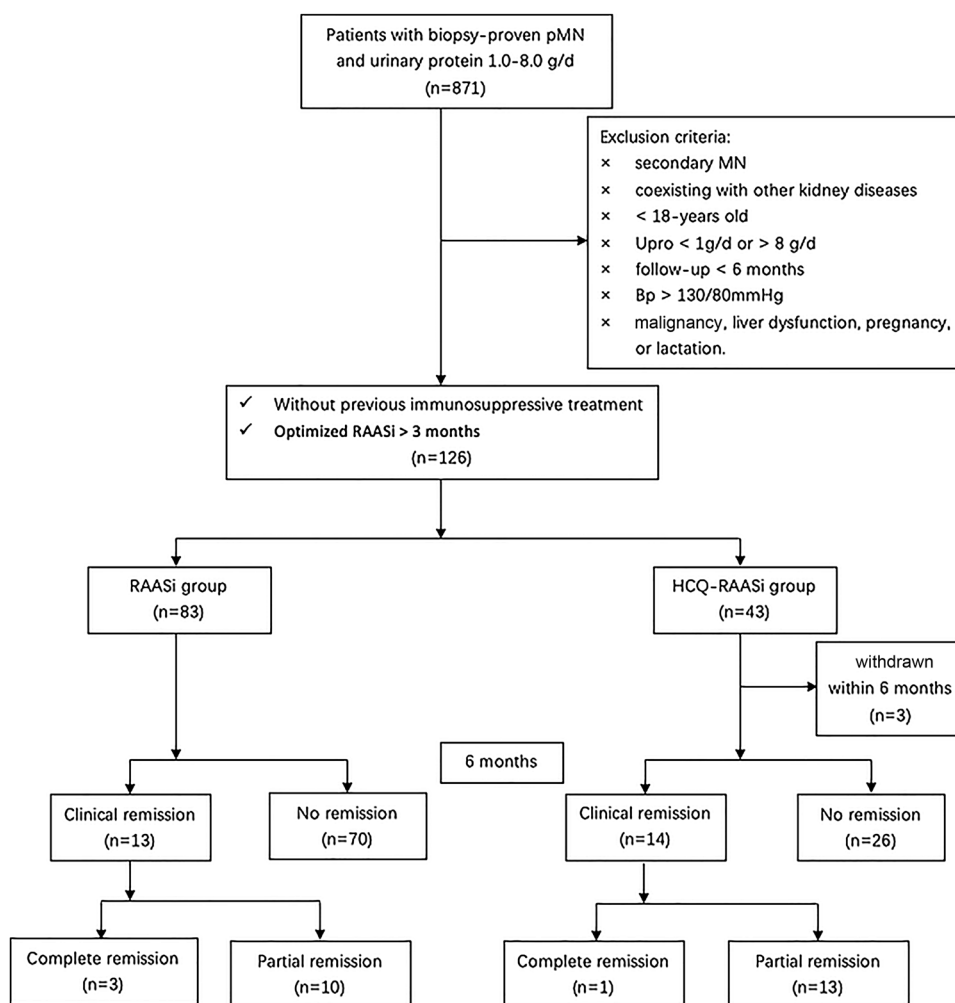 Patients with biopsy-proven pMN
and urinary protein 1.0-8.0 g/d
(n=871)
Exclusion criteria:
× secondary MN
× coexisting with other kidney diseases
× < 18-years old
× Upro < 1g/d or > 8 g/d
× follow-up < 6 months
× Bp > 130/80mmHg
× malignancy, liver dysfunction, pregnancy,
or lactation.
✓ Without previous immunosuppressive treatment
✓ Optimized RAASi > 3 months
(n=126)
RAASi group
(n=83)
HCQ-RAASi group
(n=43)
withdrawn
within 6 months
(n=3)
6 months
Clinical remission
(n=13)
No remission
(n=70)
Clinical remission
(n=14)
No remission
(n=26)
Complete remission
(n=3)
Partial remission
(n=10)
Complete remission
(n=1)
Partial remission
(n=13)